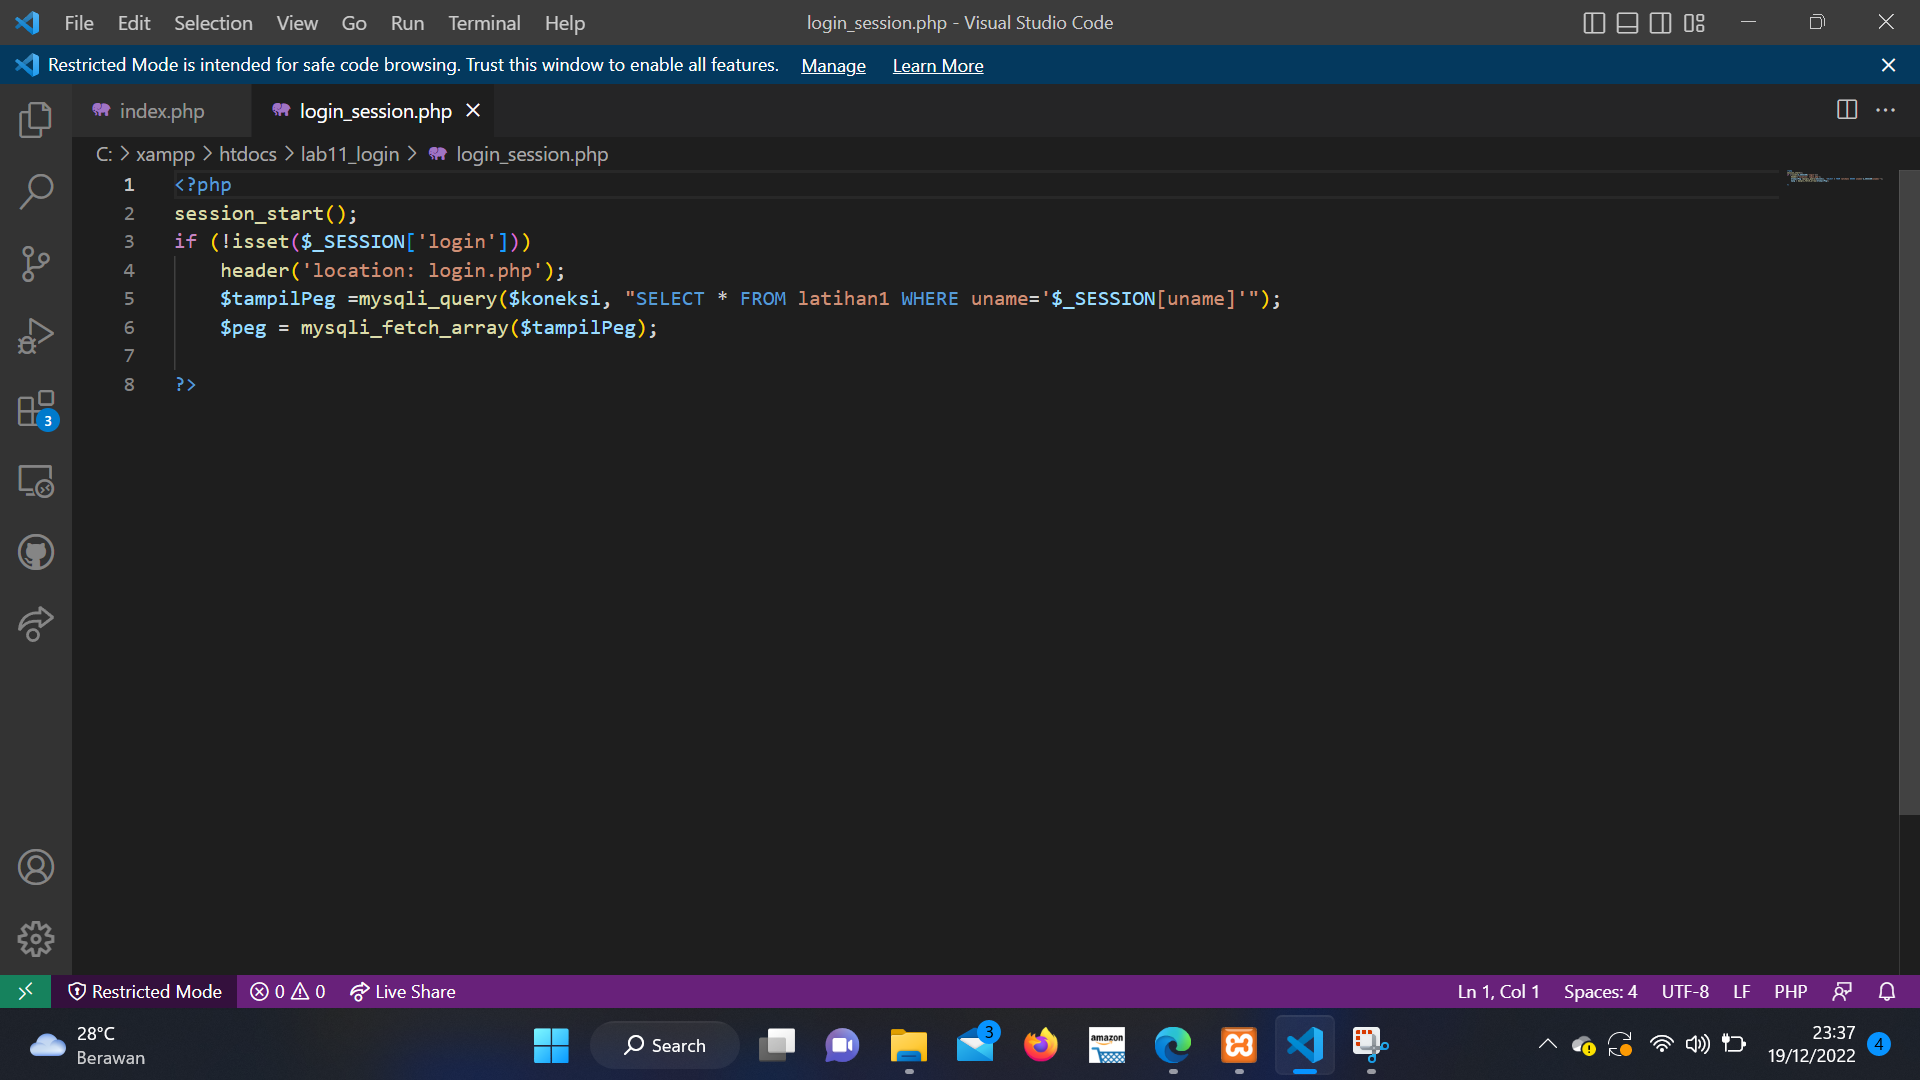 File Edit Selection View Go Run Terminal Help login_session.php - Visual Studio Code
Restricted Mode is intended for safe code browsing. Trust this window to enable all features. Manage Learn More
index.php login_session.php
C: > xampp > htdocs > lab11_login > login_session.php
1 <?php
2 session_start();
3 if (!isset($_SESSION['login']))
4 header('location: login.php');
5 $tampilPeg =mysqli_query($koneksi, "SELECT * FROM latihan1 WHERE uname='$_SESSION[uname]'");
6 $peg = mysqli_fetch_array($tampilPeg);
7
8 ?>
3
Restricted Mode 0 0 Live Share Ln 1, Col 1 Spaces: 4 UTF-8 LF PHP
28°C
Berawan
Search
3
amazon
23:37
19/12/2022
4